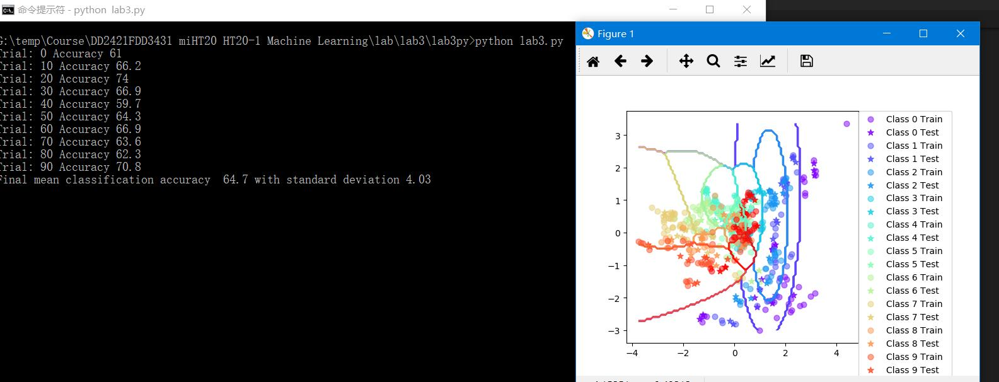 命令提示符 - python lab3.py
G:\temp\Course\DD2421FDD3431 miHT20 HT20-1 Machine Learning\lab\lab3\lab3py>python lab3.py
Trial: 0 Accuracy 61
Trial: 10 Accuracy 66.2
Trial: 20 Accuracy 74
Trial: 30 Accuracy 66.9
Trial: 40 Accuracy 59.7
Trial: 50 Accuracy 64.3
Trial: 60 Accuracy 66.9
Trial: 70 Accuracy 63.6
Trial: 80 Accuracy 62.3
Trial: 90 Accuracy 70.8
Final mean classification accuracy  64.7 with standard deviation 4.03
Figure 1
3
2
1
0
−1
−2
−3
−4
−2
0
2
4
Class 0 Train
Class 0 Test
Class 1 Train
Class 1 Test
Class 2 Train
Class 2 Test
Class 3 Train
Class 3 Test
Class 4 Train
Class 4 Test
Class 5 Train
Class 5 Test
Class 6 Train
Class 6 Test
Class 7 Train
Class 7 Test
Class 8 Train
Class 8 Test
Class 9 Train
Class 9 Test